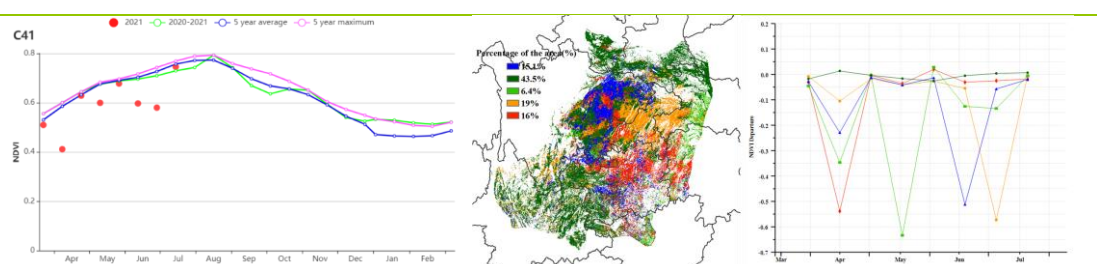 C41
2021 2020-2021 5 year average 5 year maximum
NDVI
0.8
0.6
0.4
0.2
0
Apr May Jun Jul Aug Sep Oct Nov Dec Jan Feb
Percentage of the area(%)
15.1%
43.5%
6.4%
19%
16%
NDVI Departure
0.2
0.1
0.0
-0.1
-0.2
-0.3
-0.4
-0.5
-0.6
-0.7
Mar Apr May Jun Jul